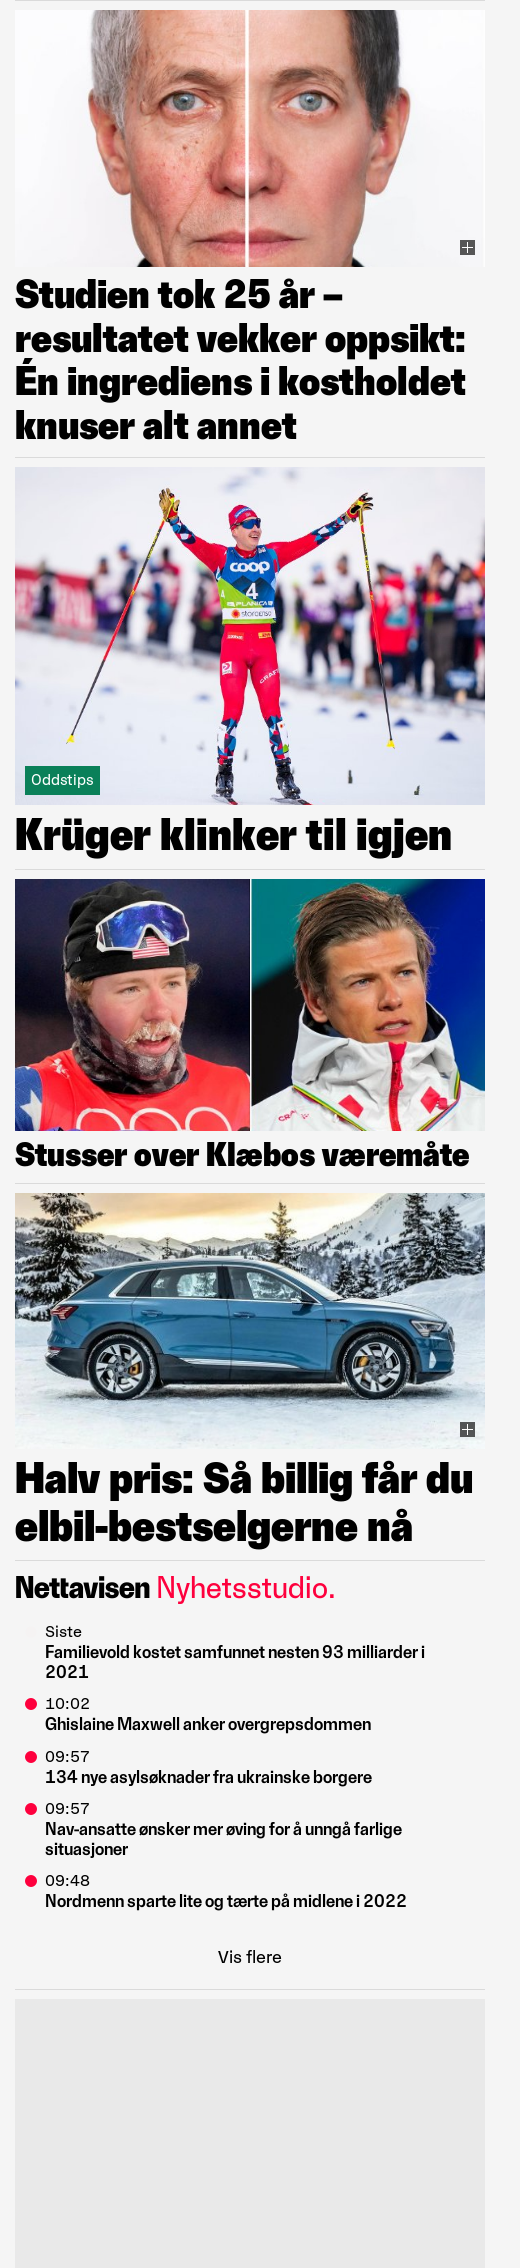 Studien tok 25 år –
resultatet vekker oppsikt:
Én ingrediens i kostholdet
knuser alt annet
coop
4
PLANICA
storaenso
CRAFT
Oddstips
Krüger klinker til igjen
Stusser over Klæbos væremåte
Halv pris: Så billig får du
elbil-bestselgerne nå
Nettavisen Nyhetsstudio.
Siste
Familievold kostet samfunnet nesten 93 milliarder i
2021
10:02
Ghislaine Maxwell anker overgrepsdommen
09:57
134 nye asylsøknader fra ukrainske borgere
09:57
Nav-ansatte ønsker mer øving for å unngå farlige
situasjoner
09:48
Nordmenn sparte lite og tærte på midlene i 2022
Vis flere